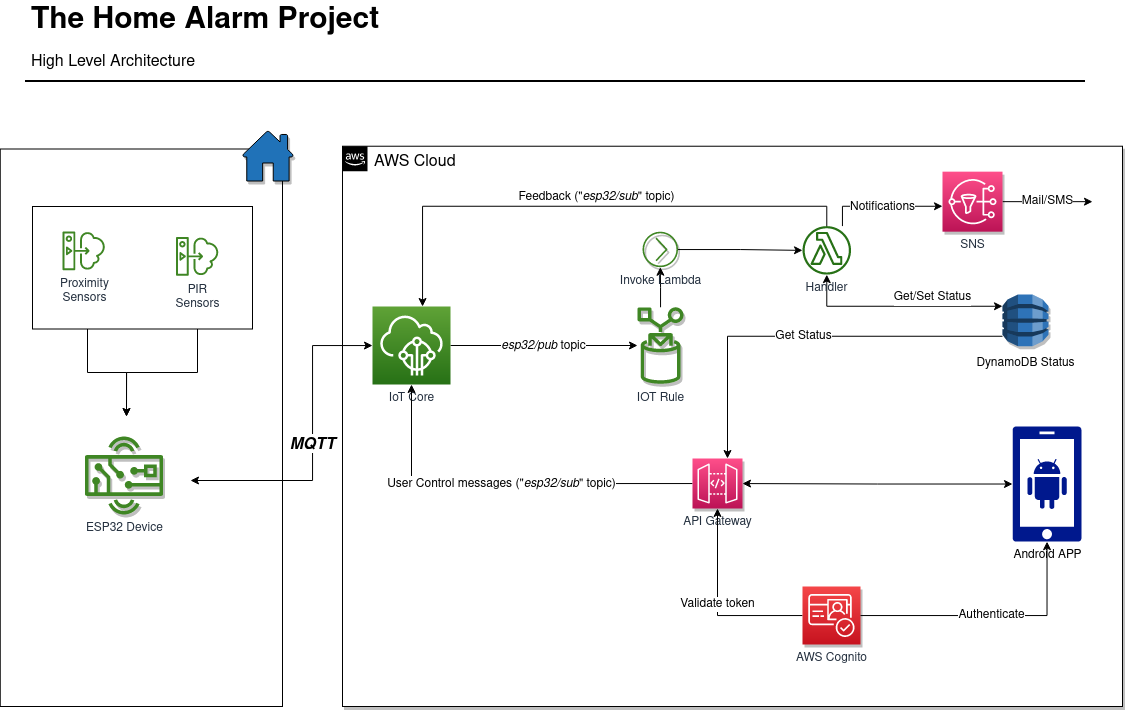 The Home Alarm Project
High Level Architecture
aws
AWS Cloud
Feedback ("esp32/sub" topic)
Notifications
Mail/SMS
SNS
Proximity
Sensors
PIR
Sensors
Invoke Lambda
Handler
Get/Set Status
Get Status
DynamoDB Status
esp32/pub topic
IoT Core
IOT Rule
MQTT
User Control messages ("esp32/sub" topic)
API Gateway
ESP32 Device
Android APP
Validate token
Authenticate
AWS Cognito